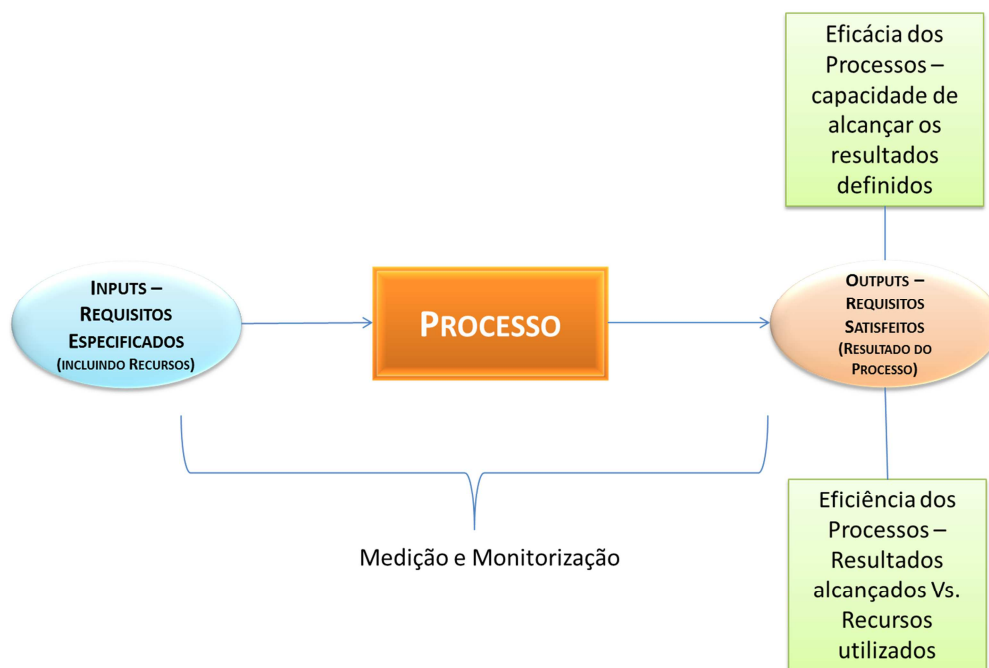 Eficácia dos
Processos –
capacidade de
alcançar os
resultados
definidos
INPUTS –
REQUISITOS
ESPECIFICADOS
(INCLUINDO RECURSOS)
PROCESSO
OUTPUTS –
REQUISITOS
SATISFEITOS
(RESULTADO DO
PROCESSO)
Medição e Monitorização
Eficiência dos
Processos –
Resultados
alcançados Vs.
Recursos
utilizados